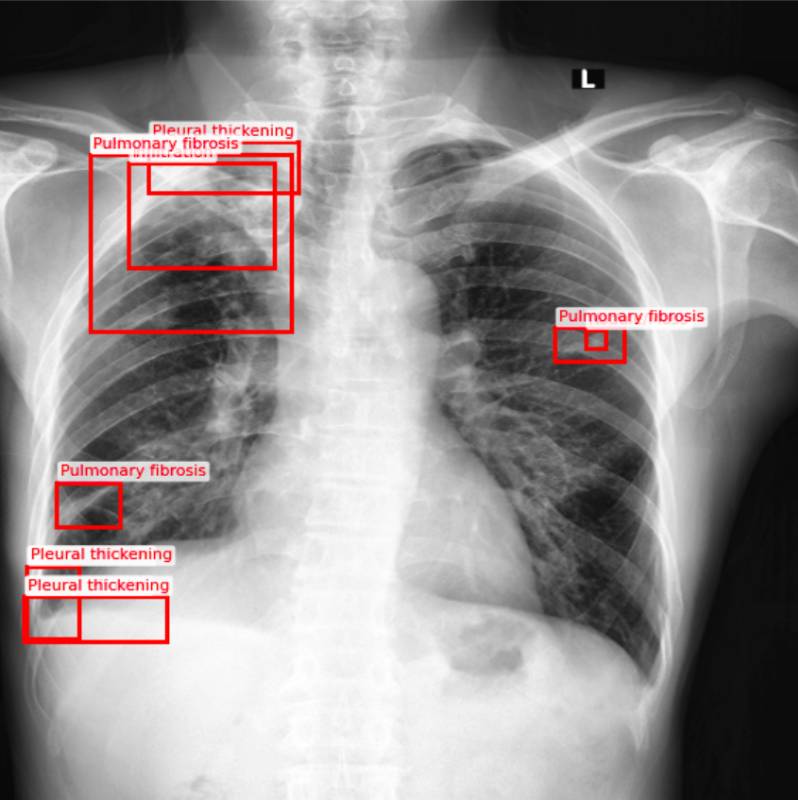 L
Pleural thickening
Pulmonary fibrosis
Infiltration
Pulmonary fibrosis
Pulmonary fibrosis
Pleural thickening
Pleural thickening